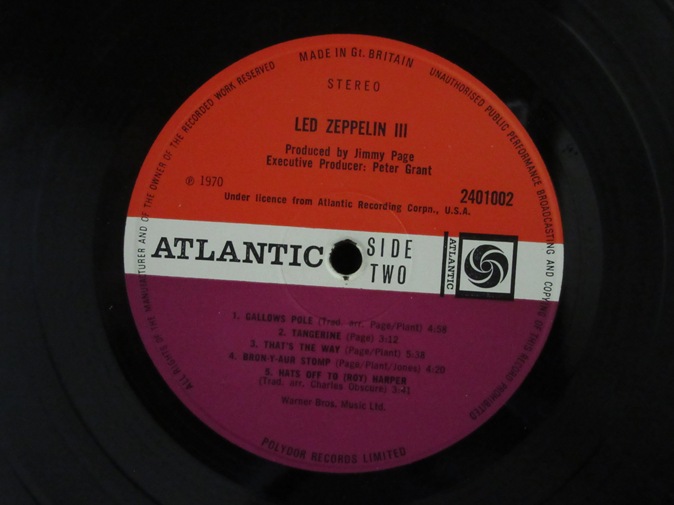 MADE IN Gt. BRITAIN
ALL RIGHTS OF THE MANUFACTURER AND OF THE OWNER OF THE RECORDED WORK RESERVED
UNAUTHORISED PUBLIC PERFORMANCE BROADCASTING AND COPYING OF THIS RECORD PROHIBITED
STEREO
LED ZEPPELIN III
Produced by Jimmy Page
Executive Producer: Peter Grant
℗ 1970
2401002
Under licence from Atlantic Recording Corpn., U.S.A.
ATLANTIC
SIDE
TWO
ATLANTIC
1. GALLOWS POLE (Trad. arr. Page/Plant) 4:56
2. TANGERINE (Page) 3:12
3. THAT'S THE WAY (Page/Plant) 5:38
4. BRON-Y-AUR STOMP (Page/Plant/Jones) 4:20
5. HATS OFF TO (ROY) HARPER
(Trad. arr. Charles Obscure) 3:41
Warner Bros. Music Ltd.
POLYDOR RECORDS LIMITED